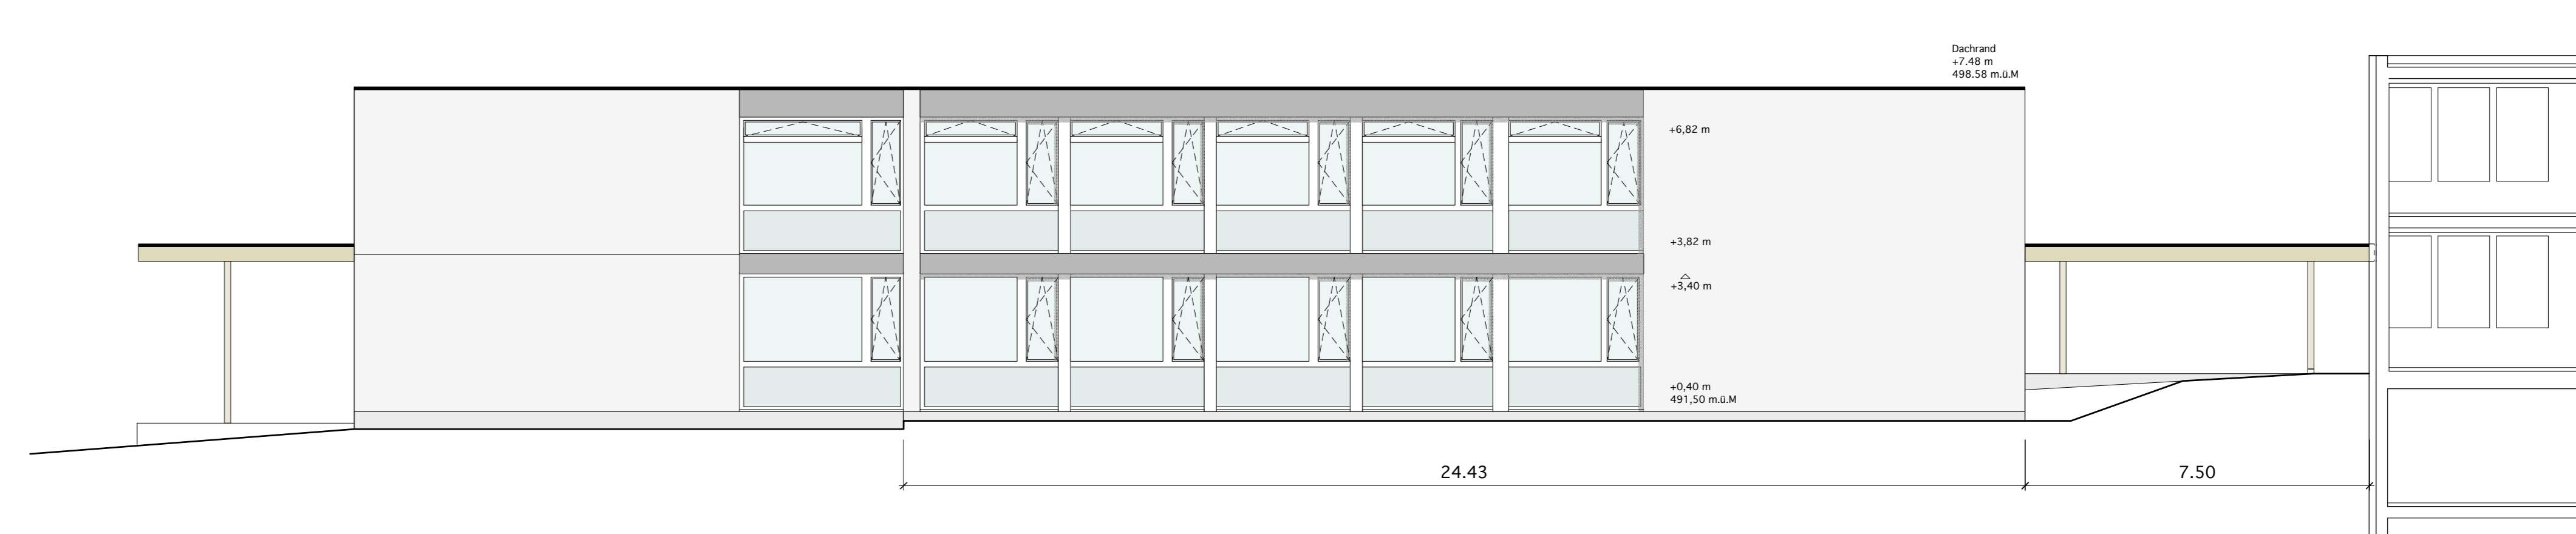 Dachrand
+7.48 m
498.58 m.ü.M
+6,82 m
+3,82 m
+3,40 m
+0,40 m
491,50 m.ü.M
24.43
7.50